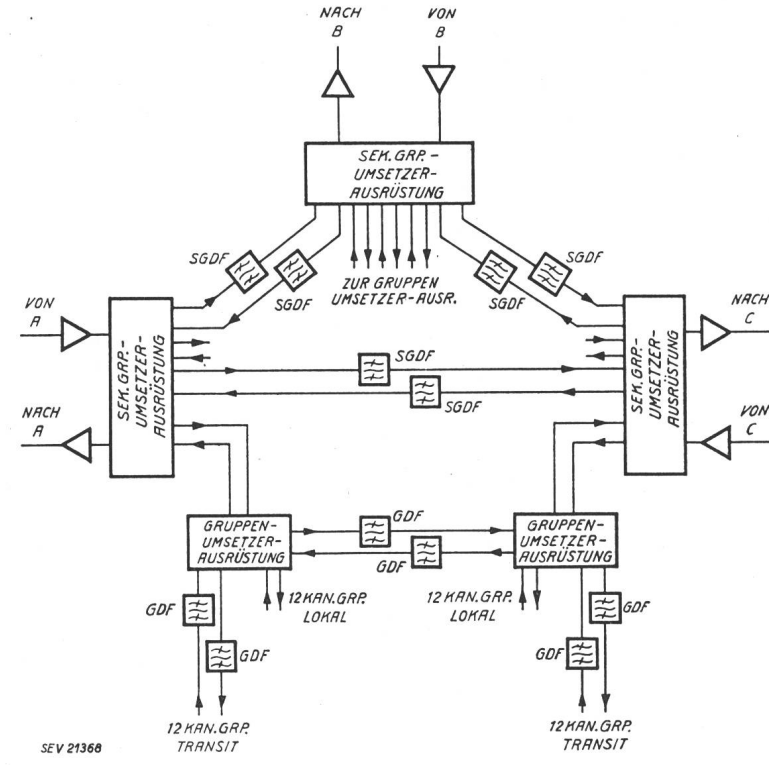 NACH
B
VON
B
SEK.GRP.-
UMSETZER-
AUSRÜSTUNG
SGDF
SGDF
SGDF
SGDF
ZUR GRUPPEN
UMSETZER-AUSR.
VON
A
NACH
A
SEK.GRP.-
UMSETZER-
AUSRÜSTUNG
SGDF
SGDF
SEK.GRP.-
UMSETZER-
AUSRÜSTUNG
NACH
C
VON
C
GRUPPEN-
UMSETZER-
AUSRÜSTUNG
GDF
GDF
GRUPPEN-
UMSETZER-
AUSRÜSTUNG
12 KAN.GRP.
LOKAL
12 KAN.GRP.
LOKAL
GDF
GDF
GDF
GDF
12 KAN.GRP.
TRANSIT
12 KAN.GRP.
TRANSIT
SEV 21368